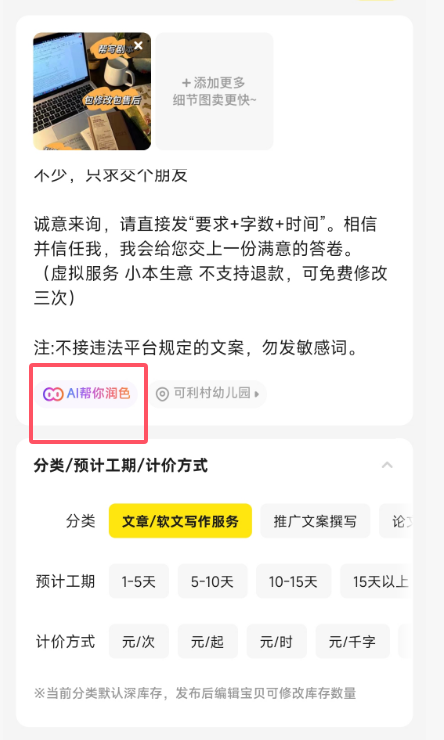 帮写剧本
包修改包售后
+添加更多
细节图卖更快~
不少，只求交个朋友
诚意来询，请直接发“要求+字数+时间”。相信
并信任我，我会给您交上一份满意的答卷。
（虚拟服务 小本生意 不支持退款，可免费修改
三次）
注:不接违法平台规定的文案，勿发敏感词。
AI帮你润色
可利村幼儿园
分类/预计工期/计价方式
分类 文章/软文写作服务 推广文案撰写 论文
预计工期 1-5天 5-10天 10-15天 15天以上
计价方式 元/次 元/起 元/时 元/千字
※当前分类默认深库存，发布后编辑宝贝可修改库存数量